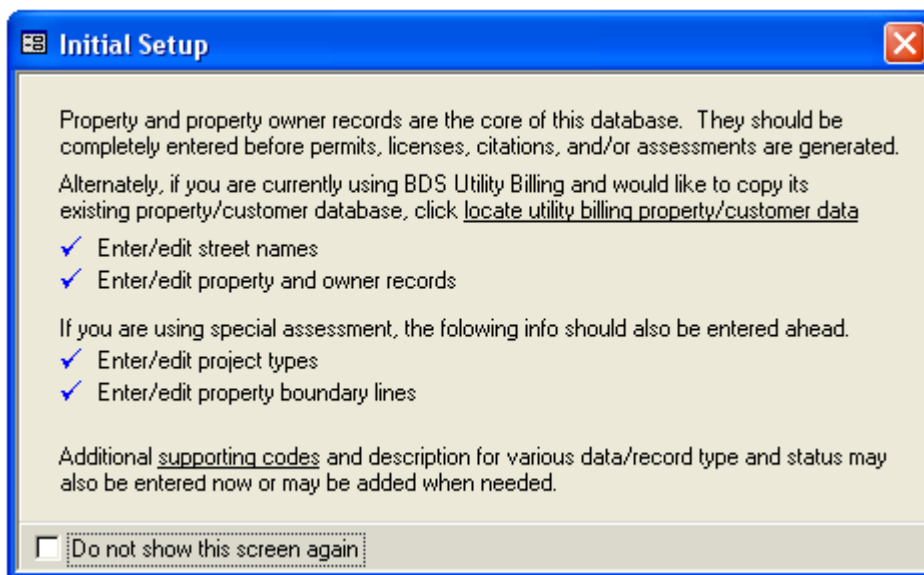 Initial Setup
Property and property owner records are the core of this database. They should be
completely entered before permits, licenses, citations, and/or assessments are generated.
Alternately, if you are currently using BDS Utility Billing and would like to copy its
existing property/customer database, click locate utility billing property/customer data
Enter/edit street names
Enter/edit property and owner records
If you are using special assessment, the folowing info should also be entered ahead.
Enter/edit project types
Enter/edit property boundary lines
Additional supporting codes and description for various data/record type and status may
also be entered now or may be added when needed.
Do not show this screen again